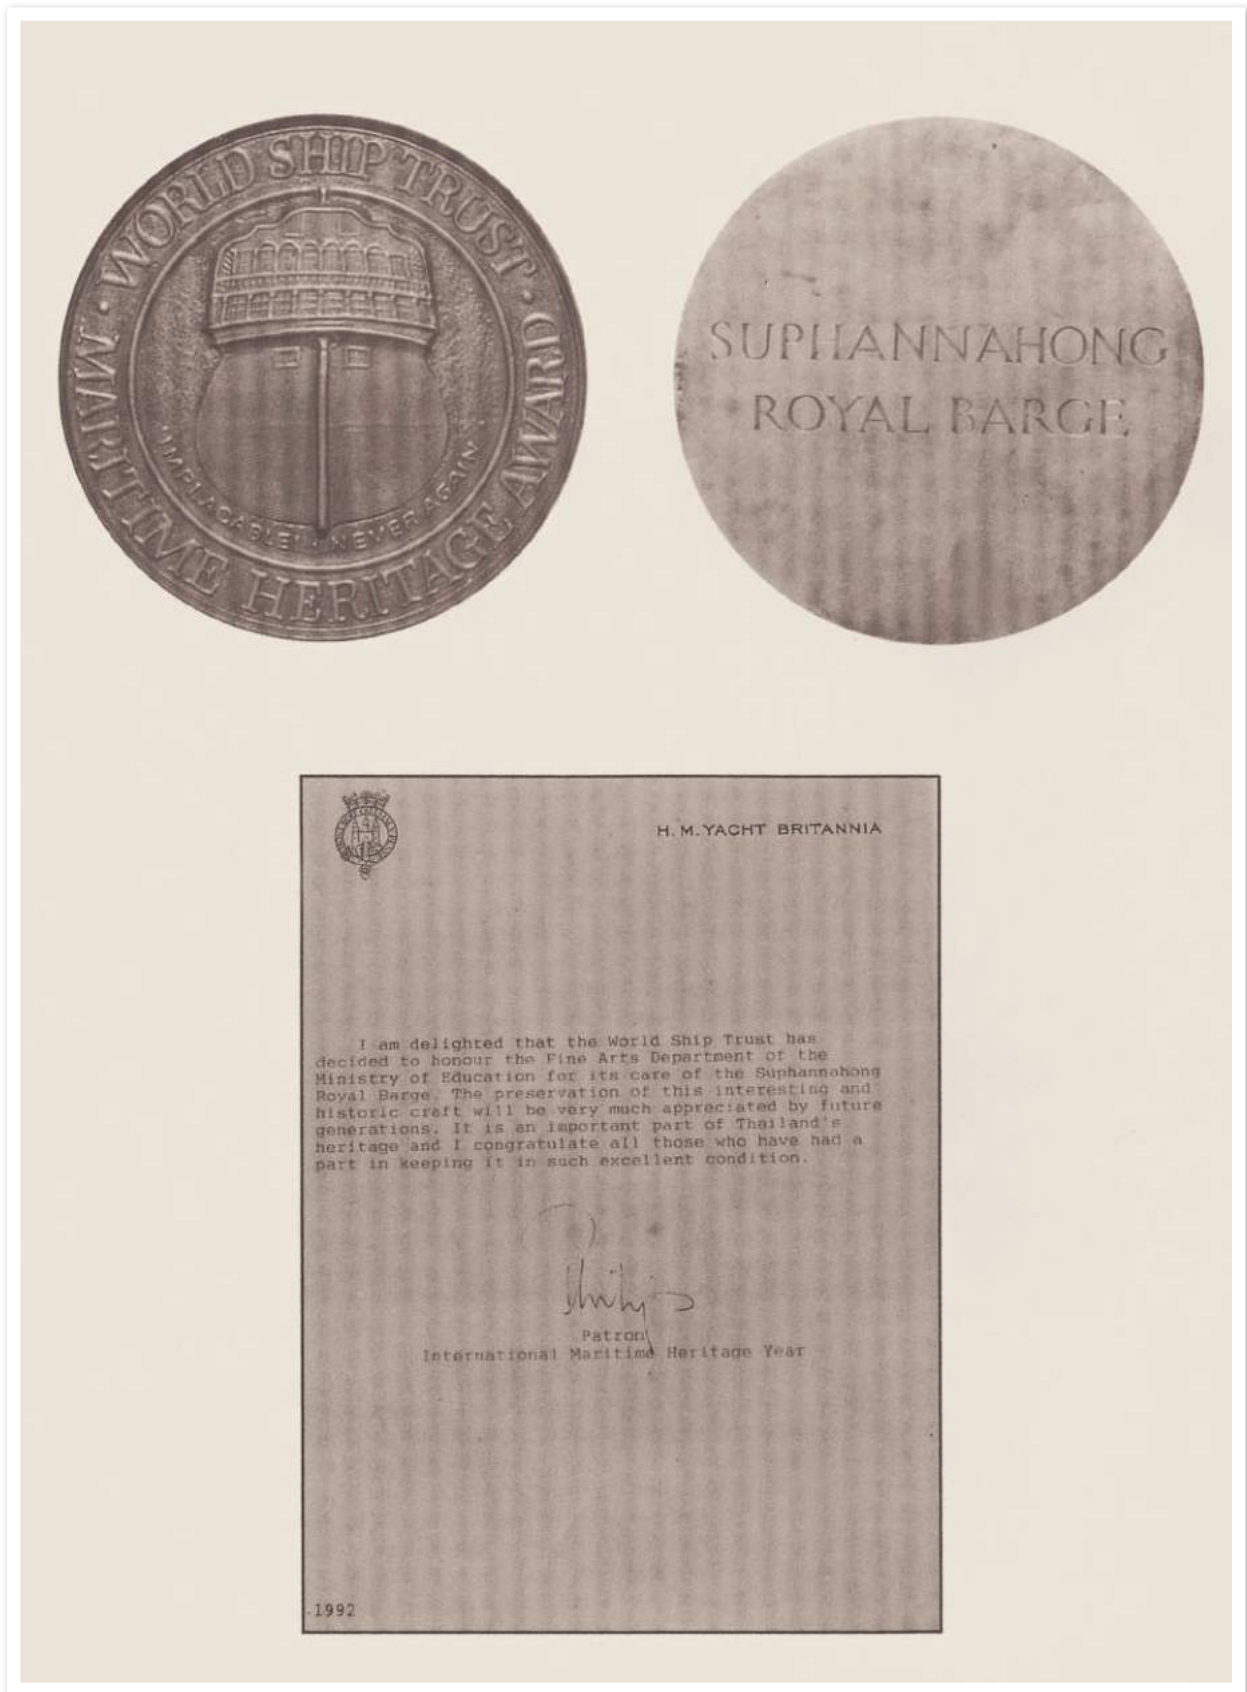 · WORLD SHIP TRUST · MARITIME HERITAGE AWARD
'IMPLACABLE' · NEVER AGAIN'
SUPHANNAHONG
ROYAL BARGE
H. M. YACHT BRITANNIA
I am delighted that the World Ship Trust has
decided to honour the Fine Arts Department of the
Ministry of Education for its care of the Suphannahong
Royal Barge. The preservation of this interesting and
historic craft will be very much appreciated by future
generations. It is an important part of Thailand's
heritage and I congratulate all those who have had a
part in keeping it in such excellent condition.
Philip
Patron
International Maritime Heritage Year
1992